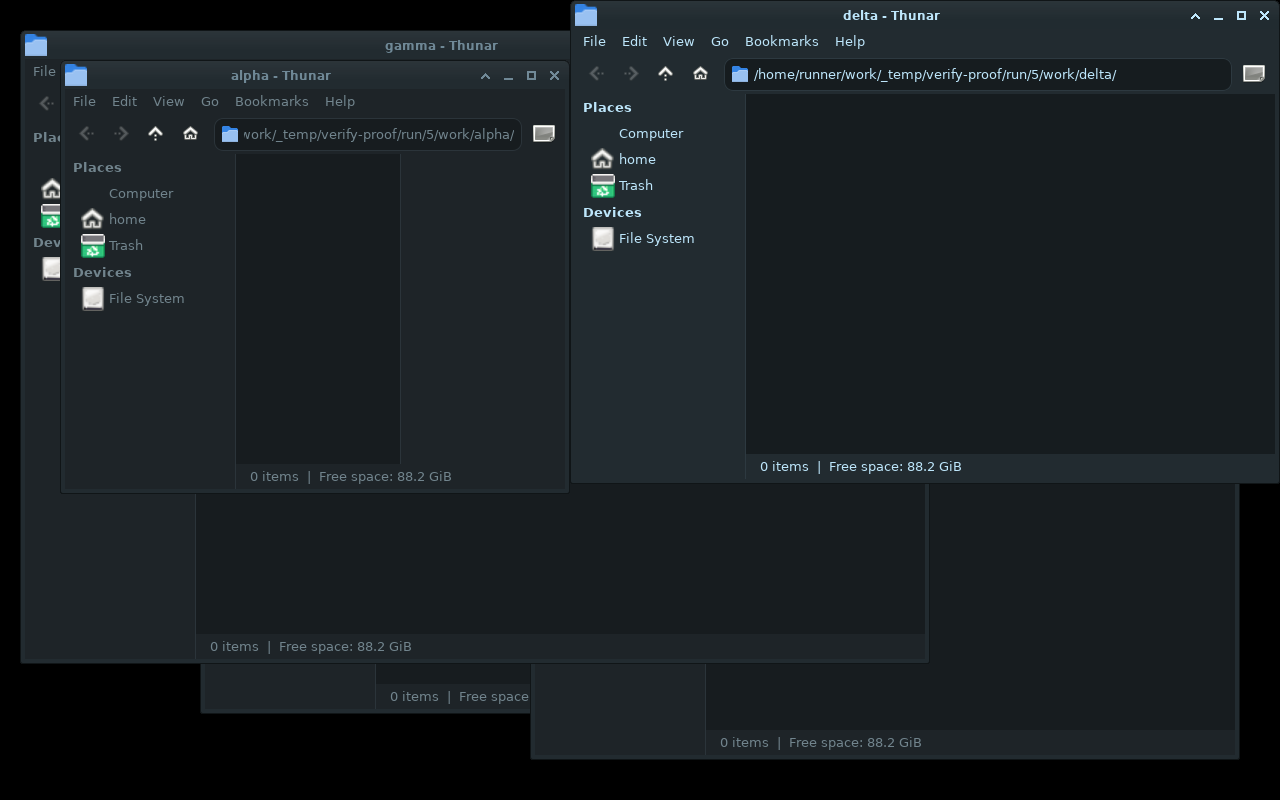 gamma - Thunar
File
Plac
Dev
0 items | Free space: 88.2 GiB
alpha - Thunar
File Edit View Go Bookmarks Help
work/_temp/verify-proof/run/5/work/alpha/
Places
Computer
home
Trash
Devices
File System
0 items | Free space: 88.2 GiB
delta - Thunar
File Edit View Go Bookmarks Help
/home/runner/work/_temp/verify-proof/run/5/work/delta/
Places
Computer
home
Trash
Devices
File System
0 items | Free space: 88.2 GiB
0 items | Free space
0 items | Free space: 88.2 GiB